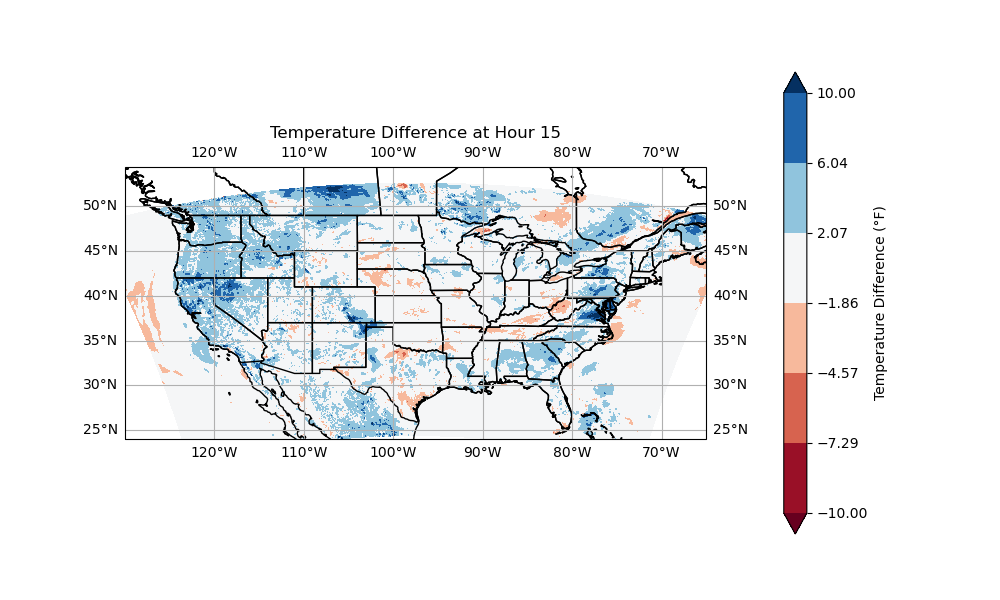 Temperature Difference at Hour 15
120°W 110°W 100°W 90°W 80°W 70°W
50°N 50°N
45°N 45°N
40°N 40°N
35°N 35°N
30°N 30°N
25°N 25°N
120°W 110°W 100°W 90°W 80°W 70°W
10.00
6.04
2.07
−1.86
−4.57
−7.29
−10.00
Temperature Difference (°F)